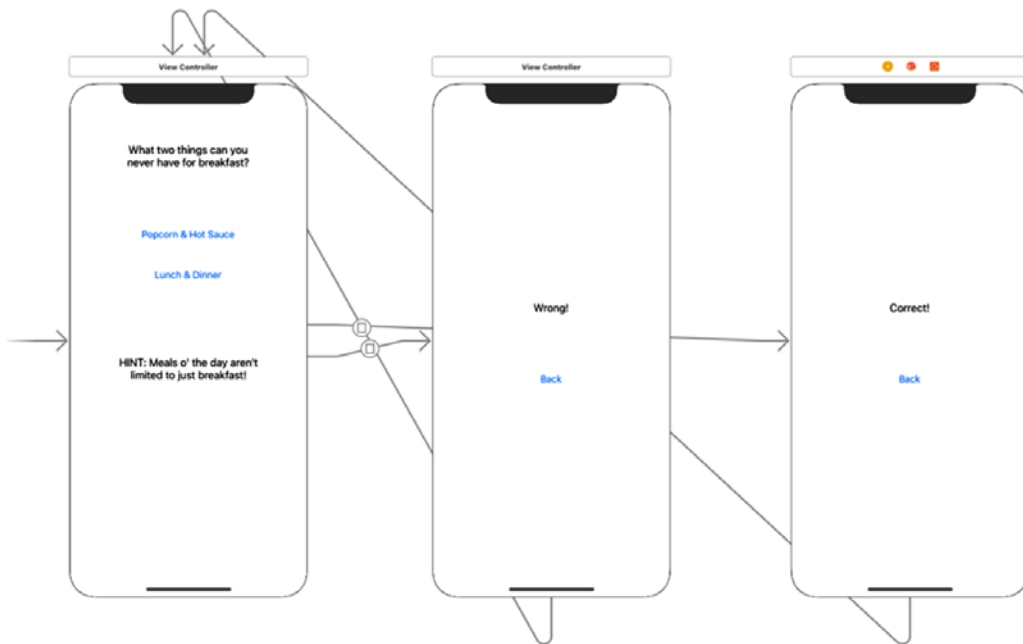 View Controller
What two things can you
never have for breakfast?
Popcorn & Hot Sauce
Lunch & Dinner
HINT: Meals o' the day aren't
limited to just breakfast!
View Controller
Wrong!
Back
Correct!
Back